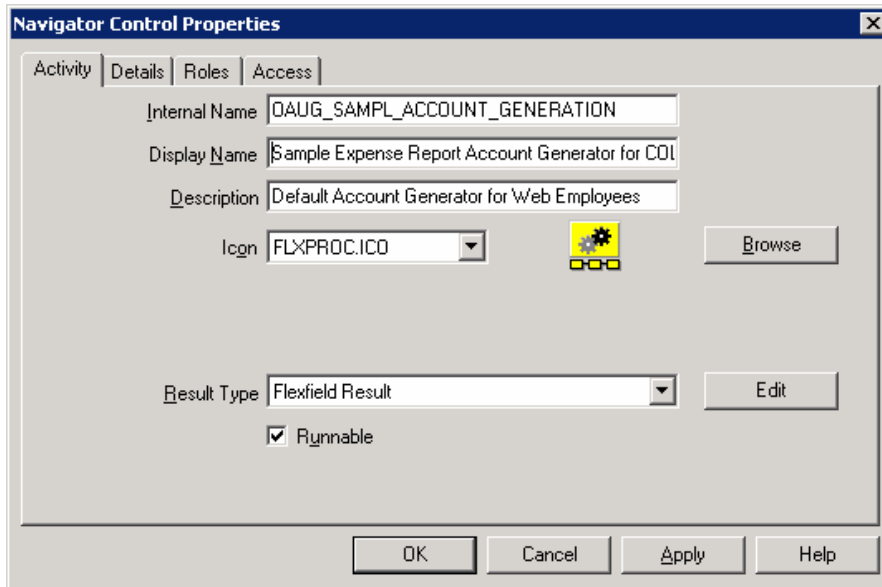 Navigator Control Properties
Activity Details Roles Access
Internal Name OAUG_SAMPL_ACCOUNT_GENERATION
Display Name Sample Expense Report Account Generator for COL
Description Default Account Generator for Web Employees
Icon FLXPROC.ICO Browse
Result Type Flexfield Result Edit
Runnable
OK Cancel Apply Help